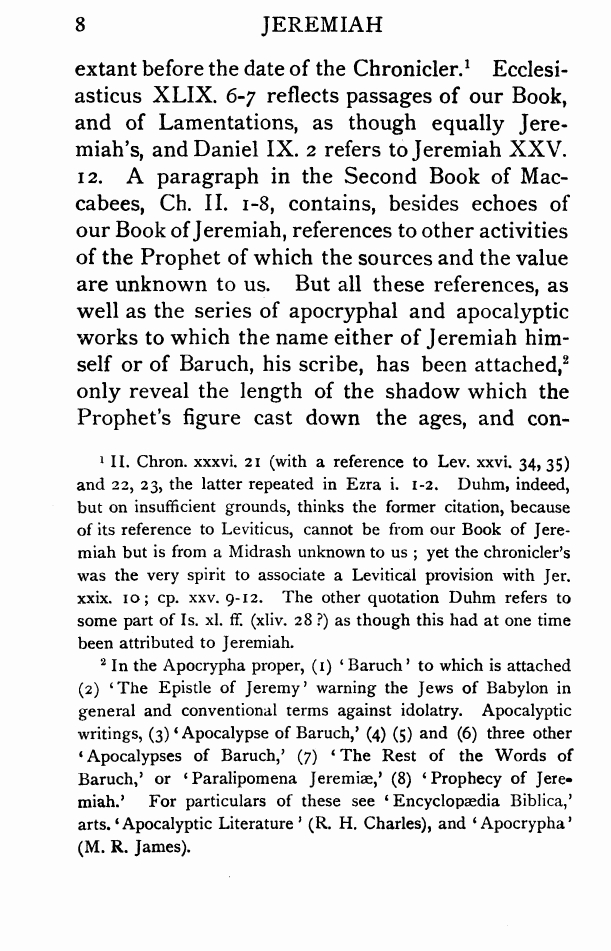 8 JEREMIAH
extant before the date of the Chronicler.¹ Ecclesi-
asticus XLIX. 6-7 reflects passages of our Book,
and of Lamentations, as though equally Jere-
miah's, and Daniel IX. 2 refers to Jeremiah XXV.
12. A paragraph in the Second Book of Mac-
cabees, Ch. II. 1-8, contains, besides echoes of
our Book of Jeremiah, references to other activities
of the Prophet of which the sources and the value
are unknown to us. But all these references, as
well as the series of apocryphal and apocalyptic
works to which the name either of Jeremiah him-
self or of Baruch, his scribe, has been attached,²
only reveal the length of the shadow which the
Prophet's figure cast down the ages, and con-
¹ II. Chron. xxxvi. 21 (with a reference to Lev. xxvi. 34, 35)
and 22, 23, the latter repeated in Ezra i. 1-2. Duhm, indeed,
but on insufficient grounds, thinks the former citation, because
of its reference to Leviticus, cannot be from our Book of Jere-
miah but is from a Midrash unknown to us ; yet the chronicler's
was the very spirit to associate a Levitical provision with Jer.
xxix. 10 ; cp. xxv. 9-12. The other quotation Duhm refers to
some part of Is. xl. ff. (xliv. 28 ?) as though this had at one time
been attributed to Jeremiah.
² In the Apocrypha proper, (1) ‘ Baruch ’ to which is attached
(2) ‘ The Epistle of Jeremy ’ warning the Jews of Babylon in
general and conventional terms against idolatry. Apocalyptic
writings, (3) ‘ Apocalypse of Baruch,’ (4) (5) and (6) three other
‘ Apocalypses of Baruch,’ (7) ‘ The Rest of the Words of
Baruch,’ or ‘ Paralipomena Jeremiæ,’ (8) ‘ Prophecy of Jere-
miah.’ For particulars of these see ‘ Encyclopædia Biblica,’
arts. ‘ Apocalyptic Literature ’ (R. H. Charles), and ‘ Apocrypha ’
(M. R. James).